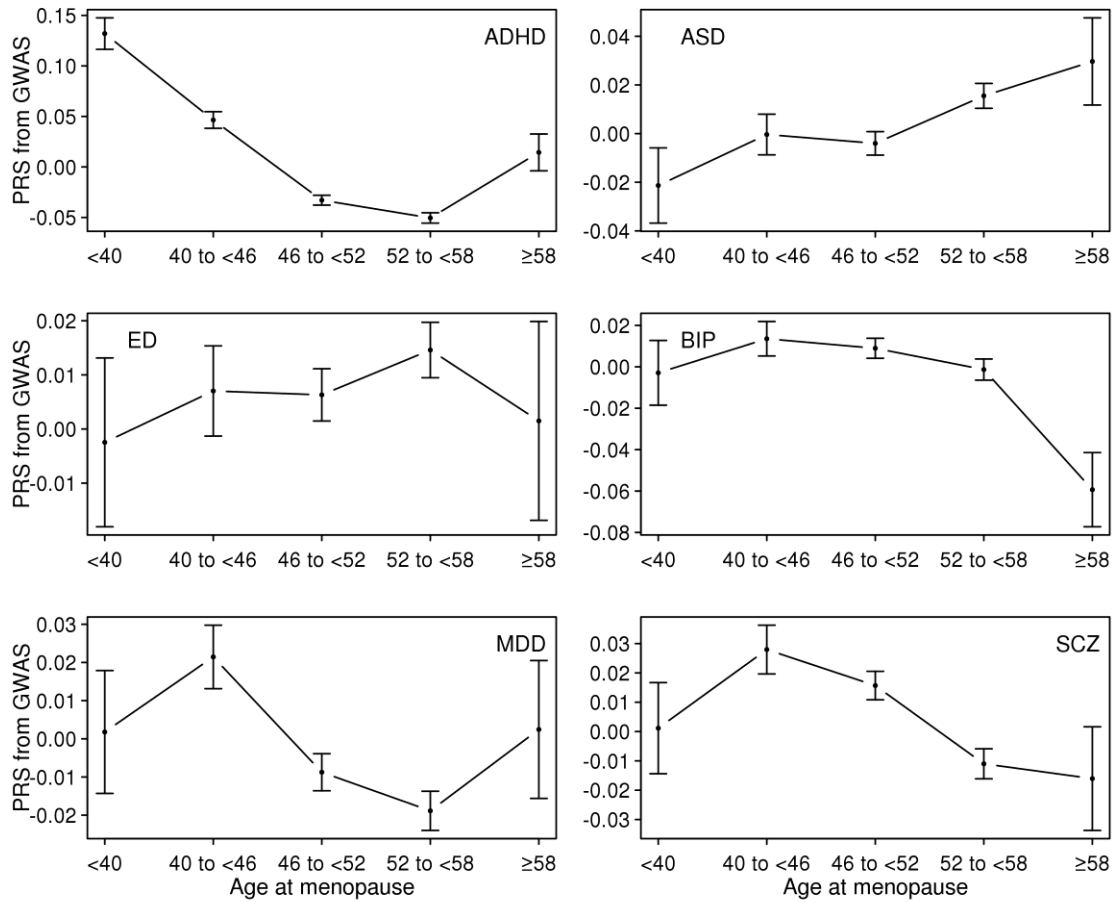 PRS from GWAS
0.15
0.10
0.05
0.00
-0.05
ADHD
<40
40 to <46
46 to <52
52 to <58
≥58
0.04
0.02
0.00
-0.02
-0.04
ASD
<40
40 to <46
46 to <52
52 to <58
≥58
PRS from GWAS
0.02
0.01
0.00
-0.01
ED
<40
40 to <46
46 to <52
52 to <58
≥58
0.02
0.00
-0.02
-0.04
-0.06
-0.08
BIP
<40
40 to <46
46 to <52
52 to <58
≥58
PRS from GWAS
0.03
0.02
0.01
0.00
-0.01
-0.02
MDD
<40
40 to <46
46 to <52
52 to <58
≥58
Age at menopause
0.03
0.02
0.01
0.00
-0.01
-0.02
-0.03
SCZ
<40
40 to <46
46 to <52
52 to <58
≥58
Age at menopause